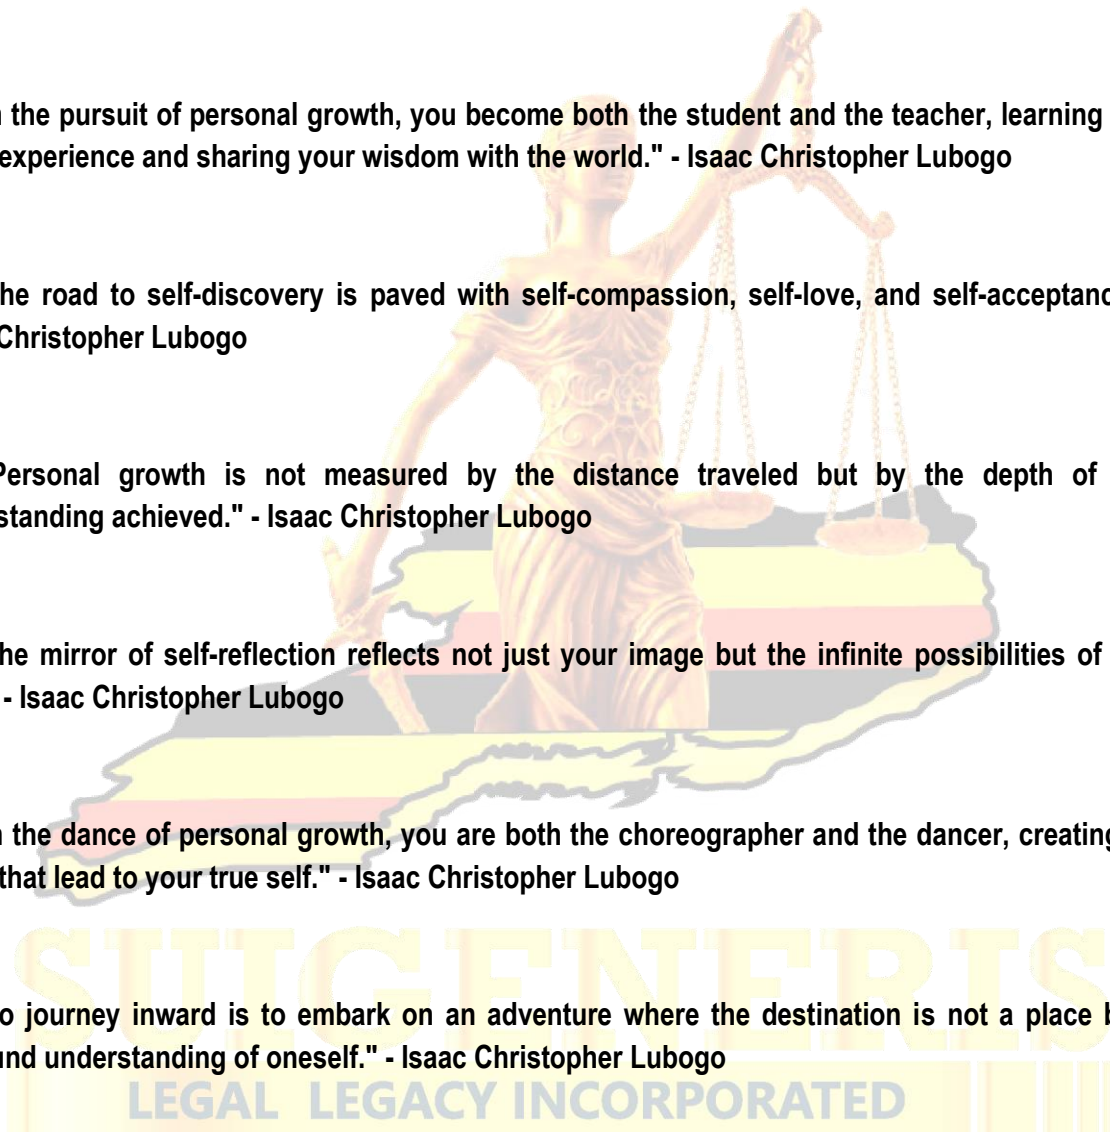 the pursuit of personal growth, you become both the student and the teacher, learning
experience and sharing your wisdom with the world." - Isaac Christopher Lubogo
he road to self-discovery is paved with self-compassion, self-love, and self-acceptanc
Christopher Lubogo
Personal growth is not measured by the distance traveled but by the depth of
standing achieved." - Isaac Christopher Lubogo
he mirror of self-reflection reflects not just your image but the infinite possibilities of
- Isaac Christopher Lubogo
n the dance of personal growth, you are both the choreographer and the dancer, creating
that lead to your true self." - Isaac Christopher Lubogo
o journey inward is to embark on an adventure where the destination is not a place b
und understanding of oneself." - Isaac Christopher Lubogo
SUIGENERIS
LEGAL LEGACY INCORPORATED